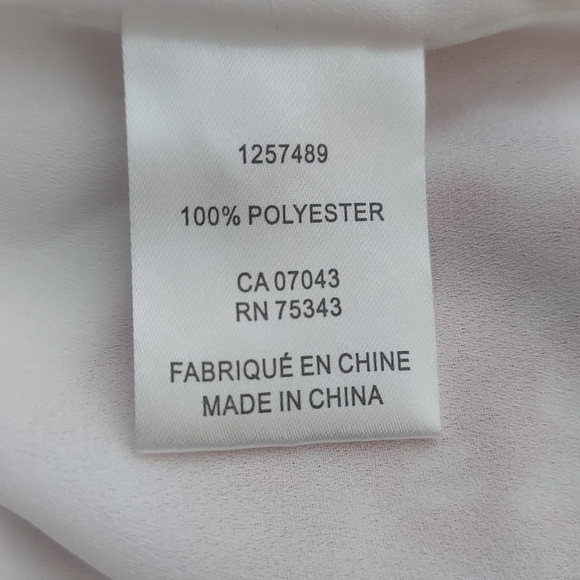 1257489
100% POLYESTER
CA 07043
RN 75343
FABRIQUÉ EN CHINE
MADE IN CHINA